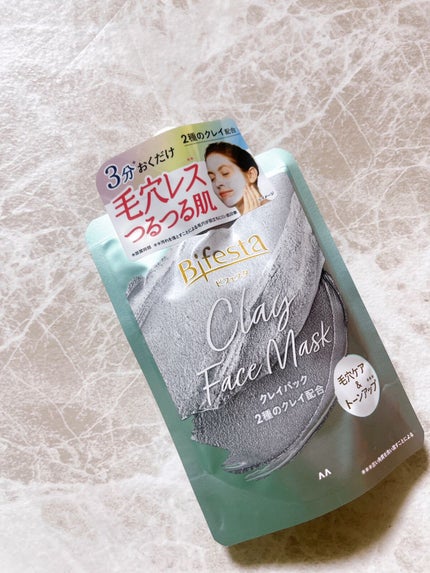 3分*おくだけ
2種のクレイ配合
毛穴レス
つるつる肌
Bifesta
ビフェスタ
Clay
Face Mask
クレイパック
2種のクレイ配合
毛穴ケア
&
トーンアップ